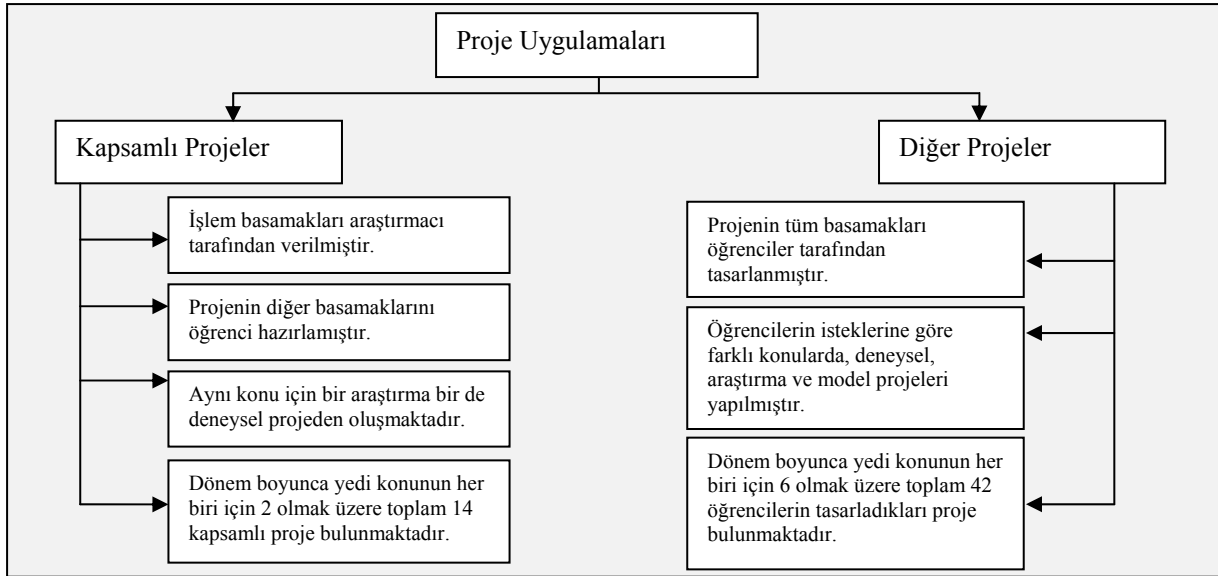 Proje Uygulamaları
Kapsamlı Projeler
İşlem basamakları araştırmacı
tarafından verilmiştir.
Projenin diğer basamaklarını
öğrenci hazırlamıştır.
Aynı konu için bir araştırma bir de
deneysel projeden oluşmaktadır.
Dönem boyunca yedi konunun her
biri için 2 olmak üzere toplam 14
kapsamlı proje bulunmaktadır.
Diğer Projeler
Projenin tüm basamakları
öğrenciler tarafından
tasarlanmıştır.
Öğrencilerin isteklerine göre
farklı konularda, deneysel,
araştırma ve model projeleri
yapılmıştır.
Dönem boyunca yedi konunun her
biri için 6 olmak üzere toplam 42
öğrencilerin tasarladıkları proje
bulunmaktadır.